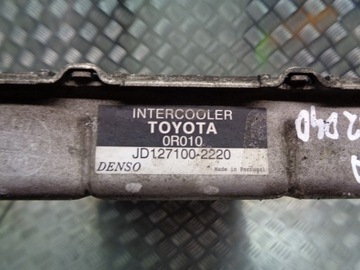 INTERCOOLER
TOYOTA
0R010
JD127100-2220
DENSO Made in Portugal